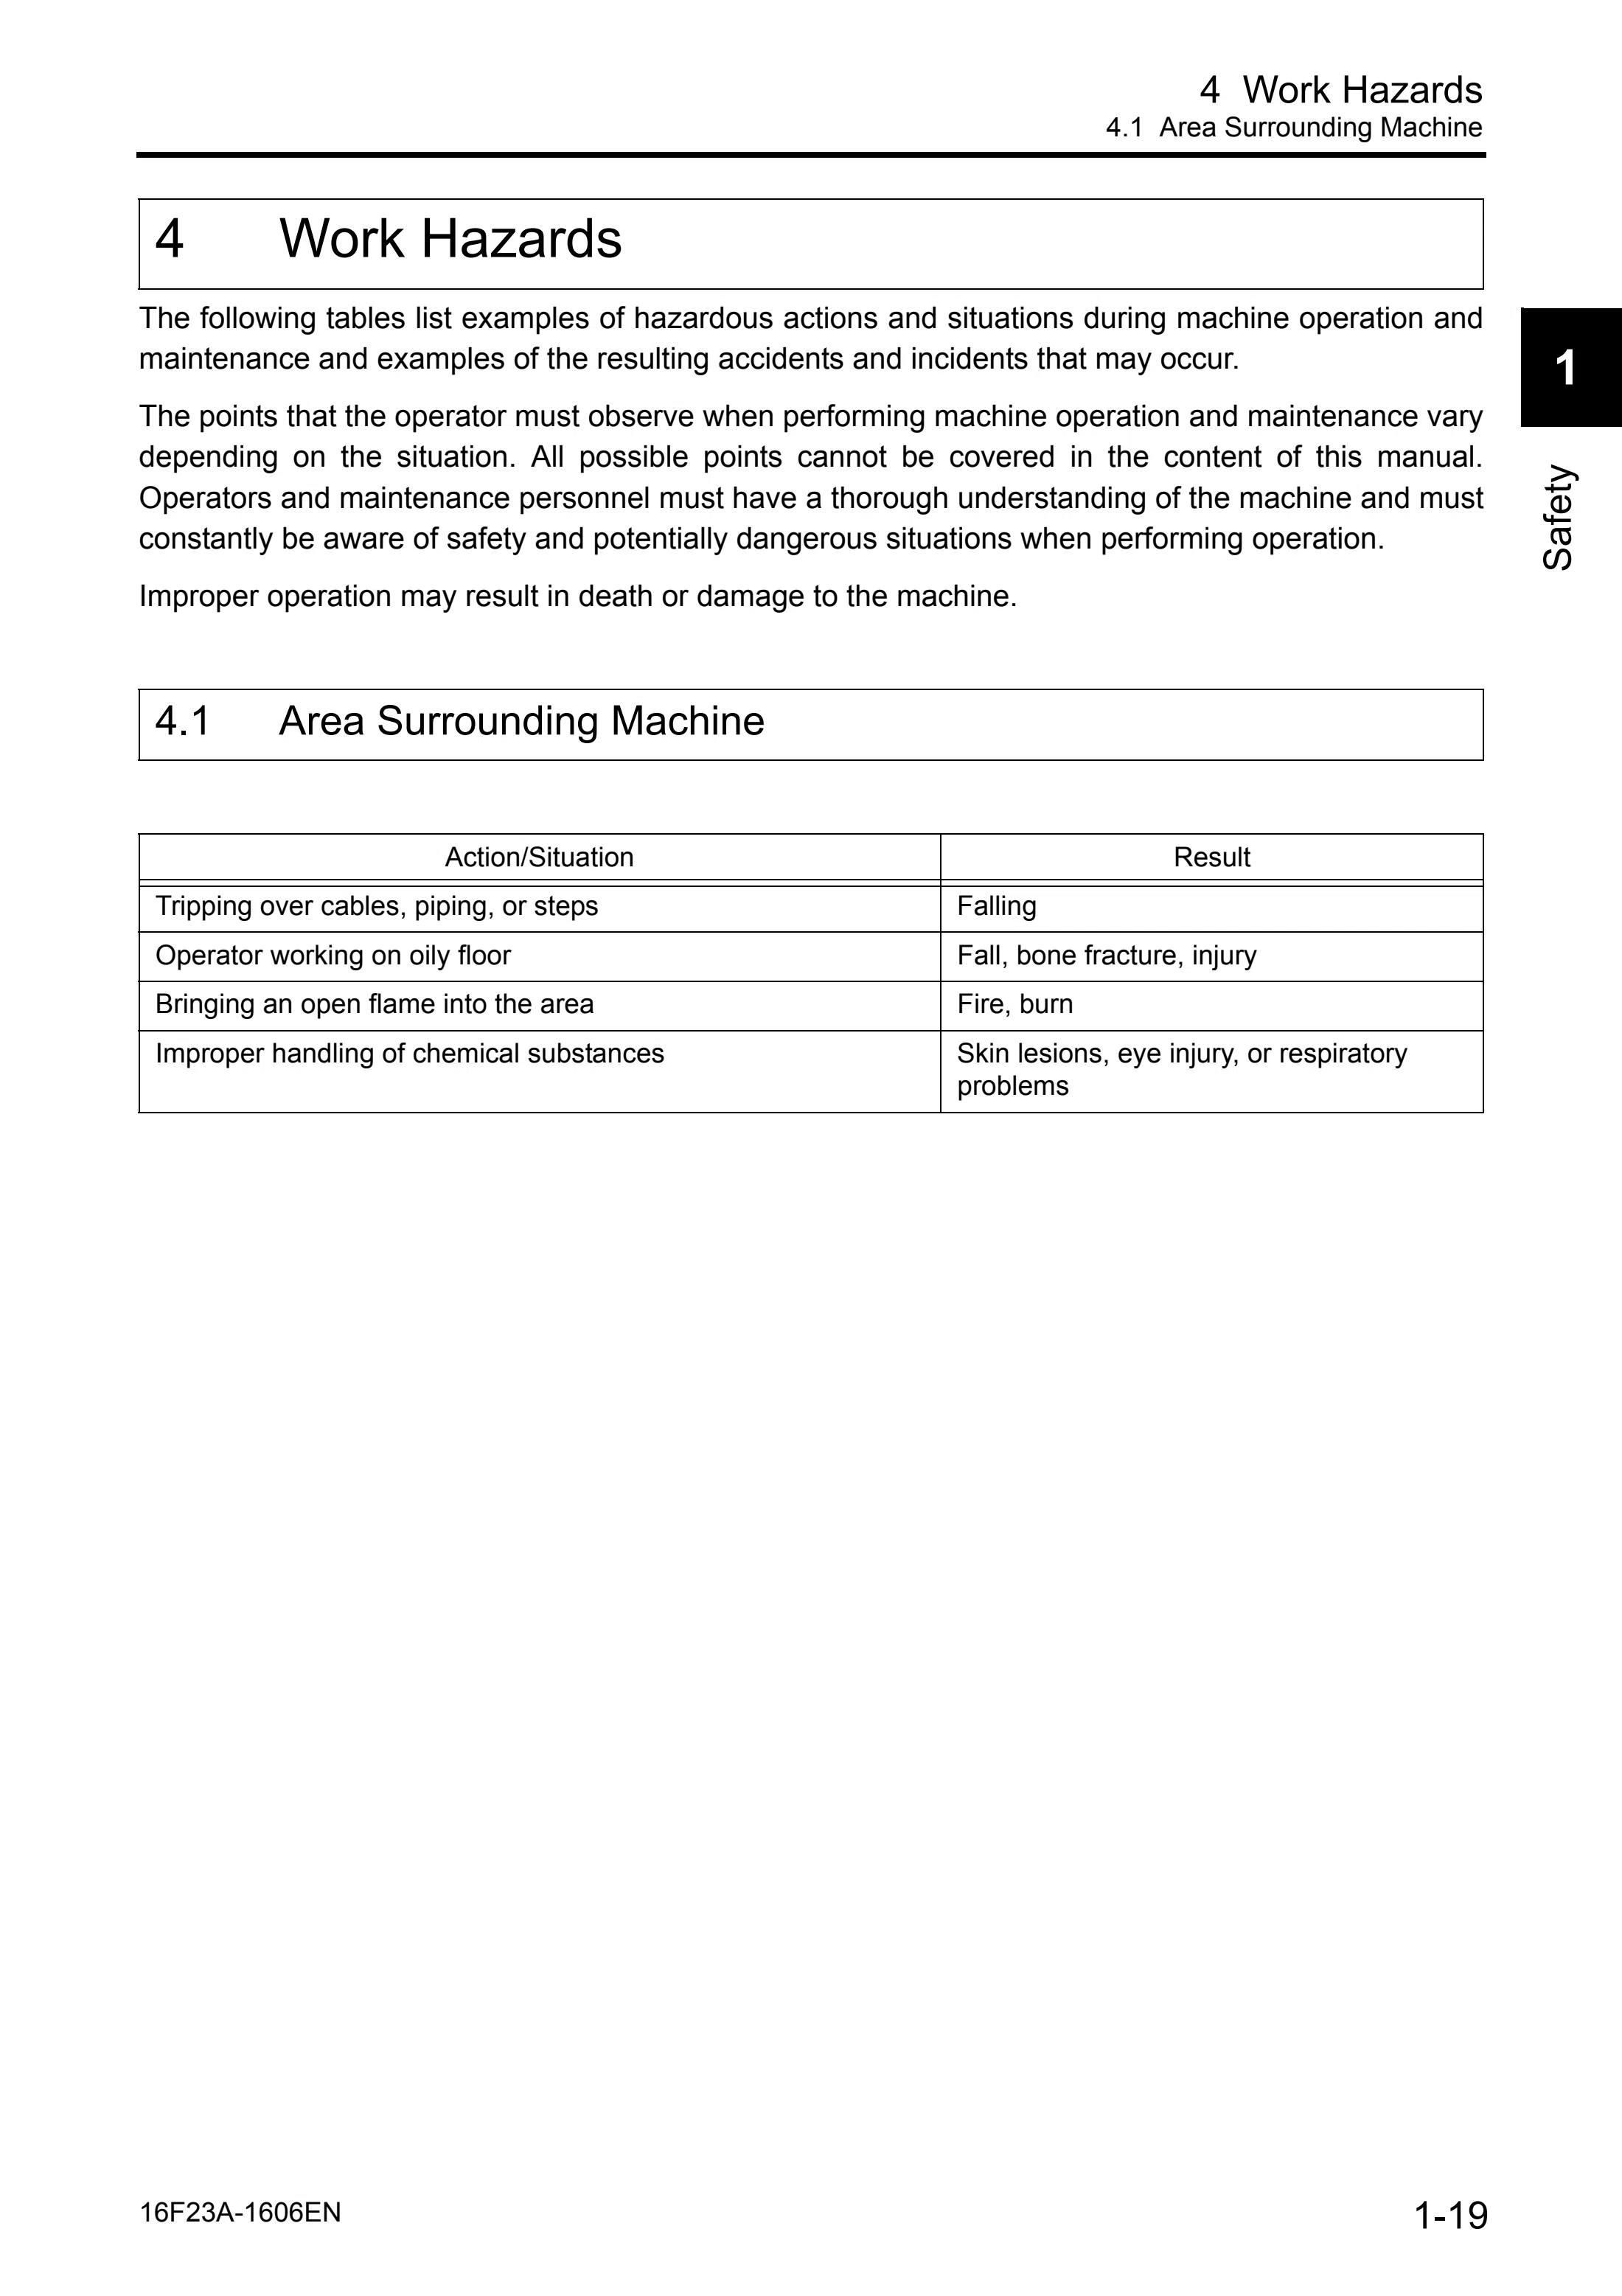 4 Work Hazards
4.1 Area Surrounding Machine
4 Work Hazards
The following tables list examples of hazardous actions and situations during machine operation and
maintenance and examples of the resulting accidents and incidents that may occur.
The points that the operator must observe when performing machine operation and maintenance vary
depending on the situation. All possible points cannot be covered in the content of this manual.
Operators and maintenance personnel must have a thorough understanding of the machine and must
constantly be aware of safety and potentially dangerous situations when performing operation.
Improper operation may result in death or damage to the machine.
1
Safety
4.1 Area Surrounding Machine
Action/Situation Result
Tripping over cables, piping, or steps Falling
Operator working on oily floor Fall, bone fracture, injury
Bringing an open flame into the area Fire, burn
Improper handling of chemical substances Skin lesions, eye injury, or respiratory
problems
16F23A-1606EN 1-19